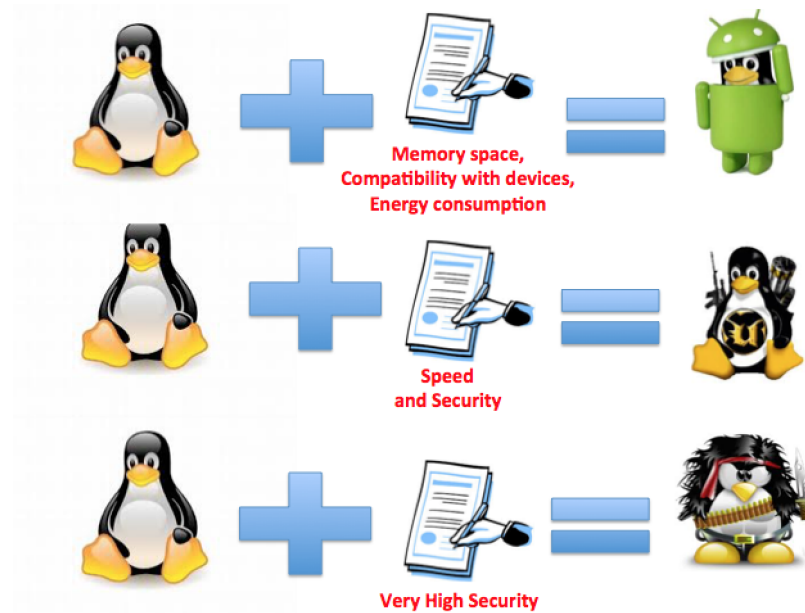 Memory space,
Compatibility with devices,
Energy consumption
Speed
and Security
Very High Security